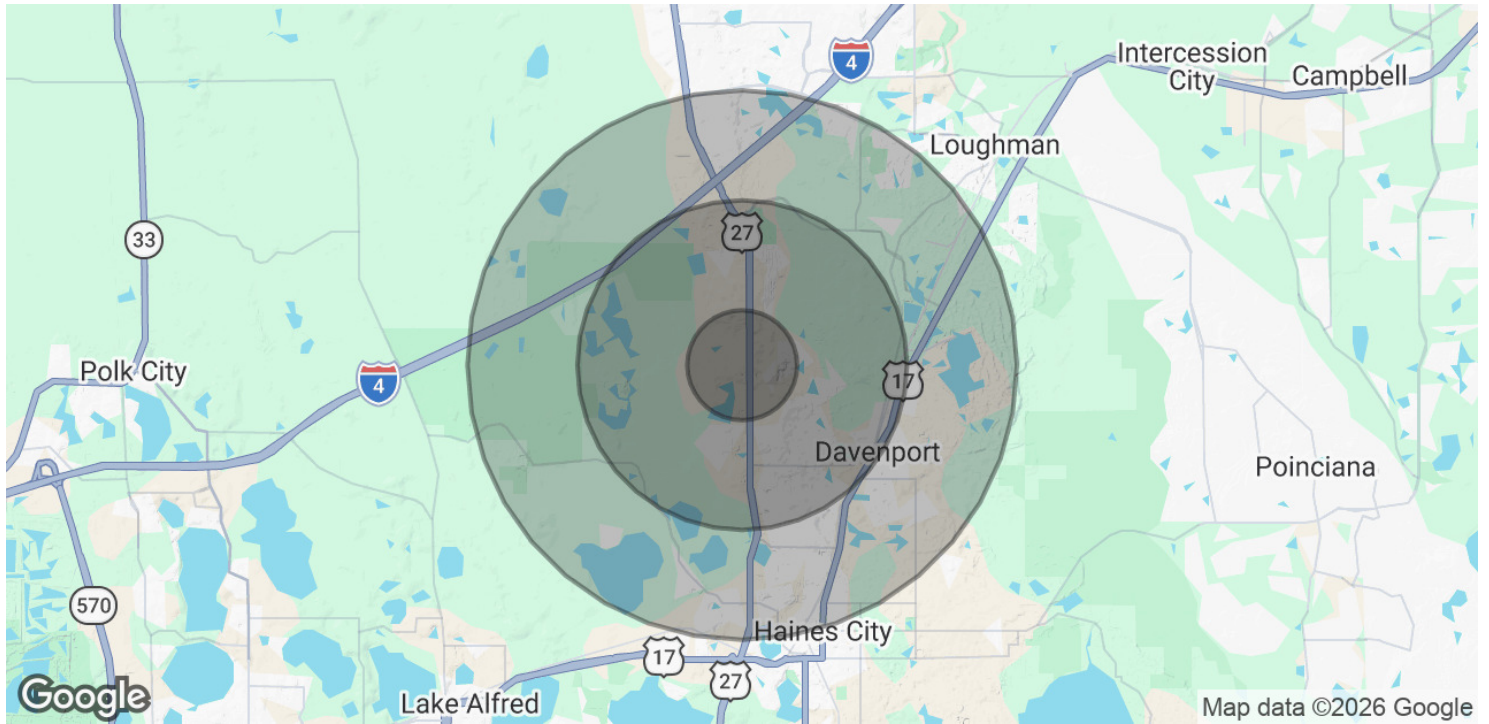 4
Intercession
City
Campbell
Loughman
33
27
Polk City
4
17
Davenport
Poinciana
570
Haines City
17
27
Lake Alfred
Google
Map data ©2026 Google